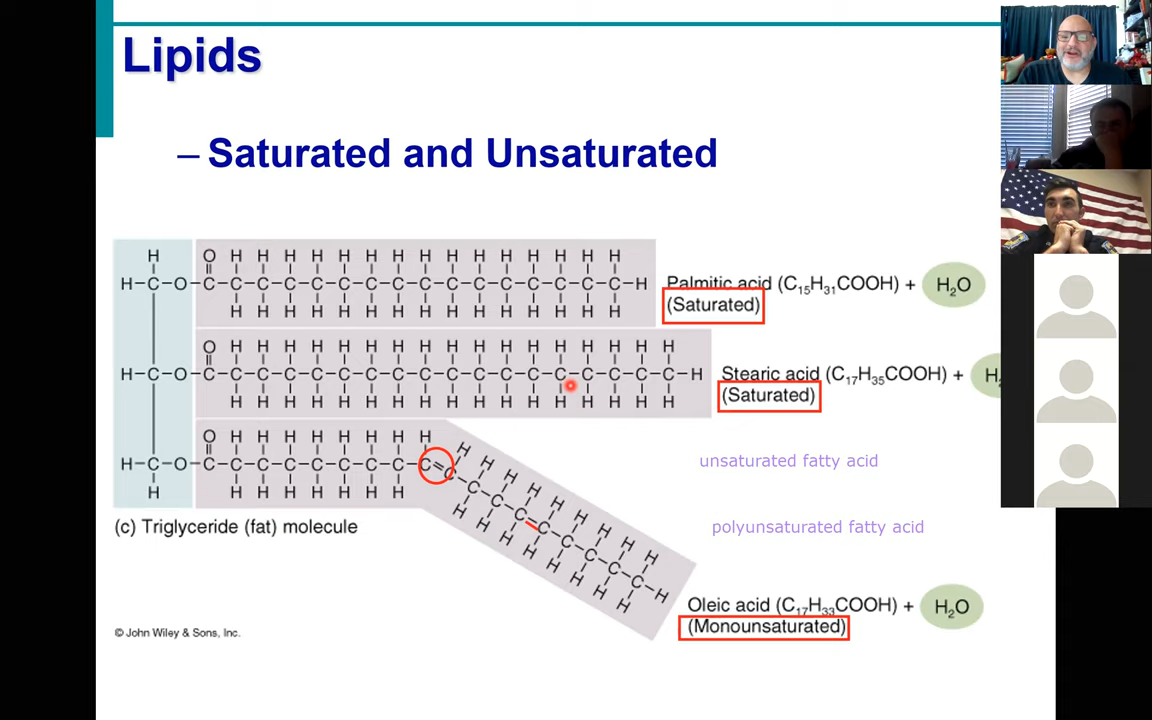 Lipids
– Saturated and Unsaturated
H O H H H H H H H H H H H H H H H
H–C–O–C–C–C–C–C–C–C–C–C–C–C–C–C–C–C–C–H
H H H H H H H H H H H H H H H
Palmitic acid (C₁₅H₃₁COOH) + H₂O
(Saturated)
O H H H H H H H H H H H H H H H H H
H–C–O–C–C–C–C–C–C–C–C–C–C–C–C–C–C–C–C–C–C–H
H H H H H H H H H H H H H H H H H
Stearic acid (C₁₇H₃₅COOH) + H
(Saturated)
O H H H H H H H H
H–C–O–C–C–C–C–C–C–C–C–C=C–C–C–C–C–C–C–C–C–H
H H H H H H H H
H H H H H H H H H
H H H H H H H H
unsaturated fatty acid
polyunsaturated fatty acid
(c) Triglyceride (fat) molecule
Oleic acid (C₁₇H₃₃COOH) + H₂O
(Monounsaturated)
© John Wiley & Sons, Inc.